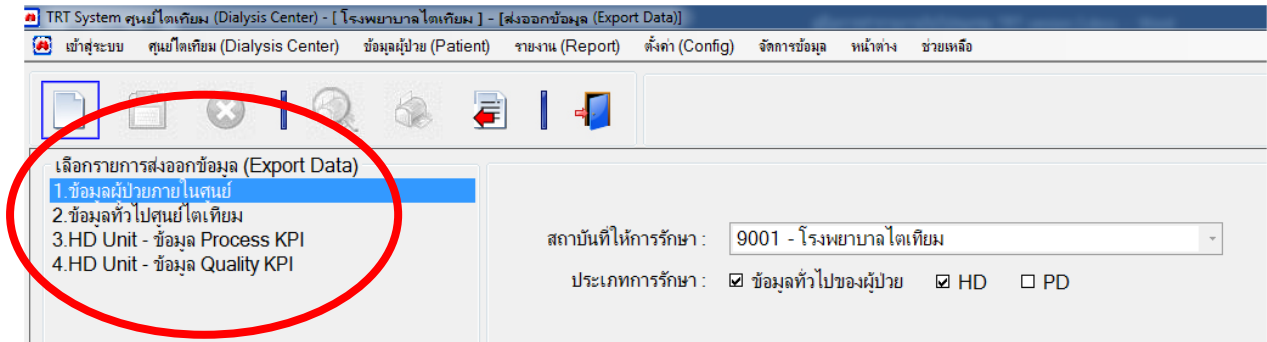 TRT System ศูนย์ไตเทียม (Dialysis Center) - [ โรงพยาบาลไตเทียม ] - [ส่งออกข้อมูล (Export Data)]
เข้าสู่ระบบ ศูนย์ไตเทียม (Dialysis Center) ข้อมูลผู้ป่วย (Patient) รายงาน (Report) ตั้งค่า (Config) จัดการข้อมูล หน้าต่าง ช่วยเหลือ
เลือกรายการส่งออกข้อมูล (Export Data)
1.ข้อมูลผู้ป่วยภายในศูนย์
2.ข้อมูลทั่วไปศูนย์ไตเทียม
3.HD Unit - ข้อมูล Process KPI
4.HD Unit - ข้อมูล Quality KPI
สถาบันที่ให้การรักษา : 9001 - โรงพยาบาลไตเทียม
ประเภทการรักษา : ข้อมูลทั่วไปของผู้ป่วย HD PD